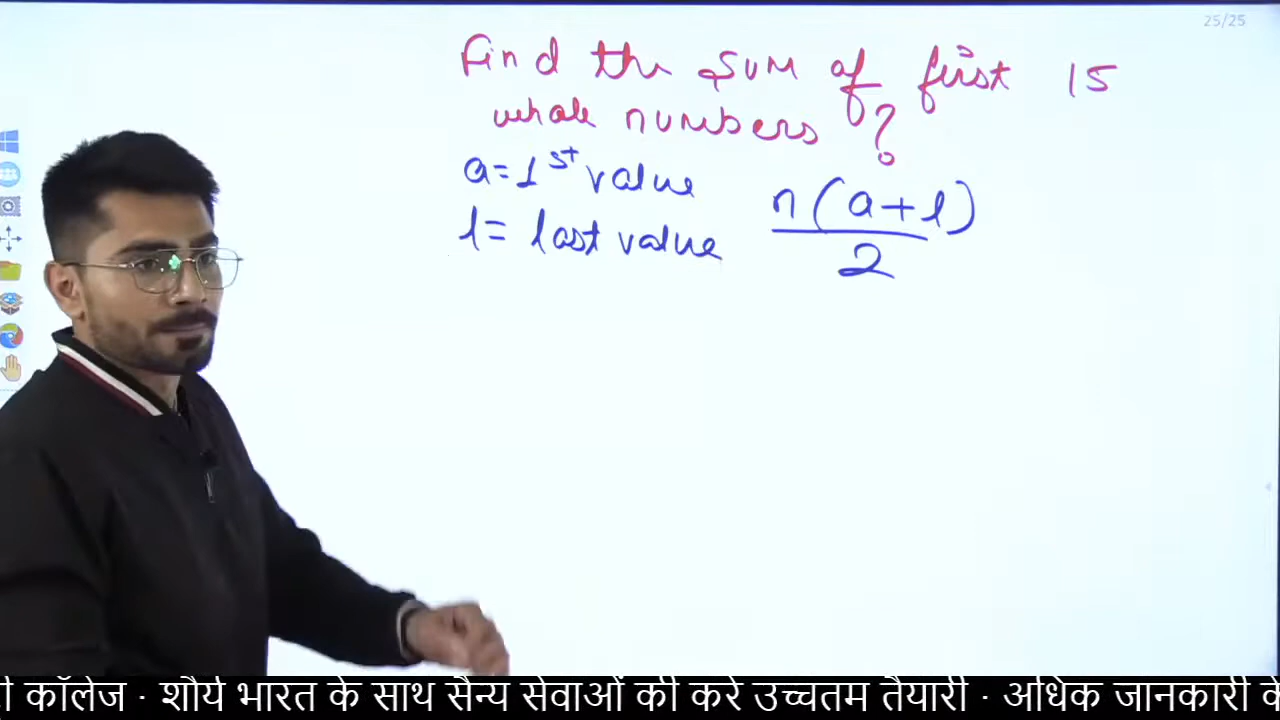 25/25
Find the sum of first 15
whole numbers ?
a = 1st value
l = last value
n(a+l)
2
री कॉलेज · शौर्य भारत के साथ सैन्य सेवाओं की करे उच्चतम तैयारी · अधिक जानकारी के